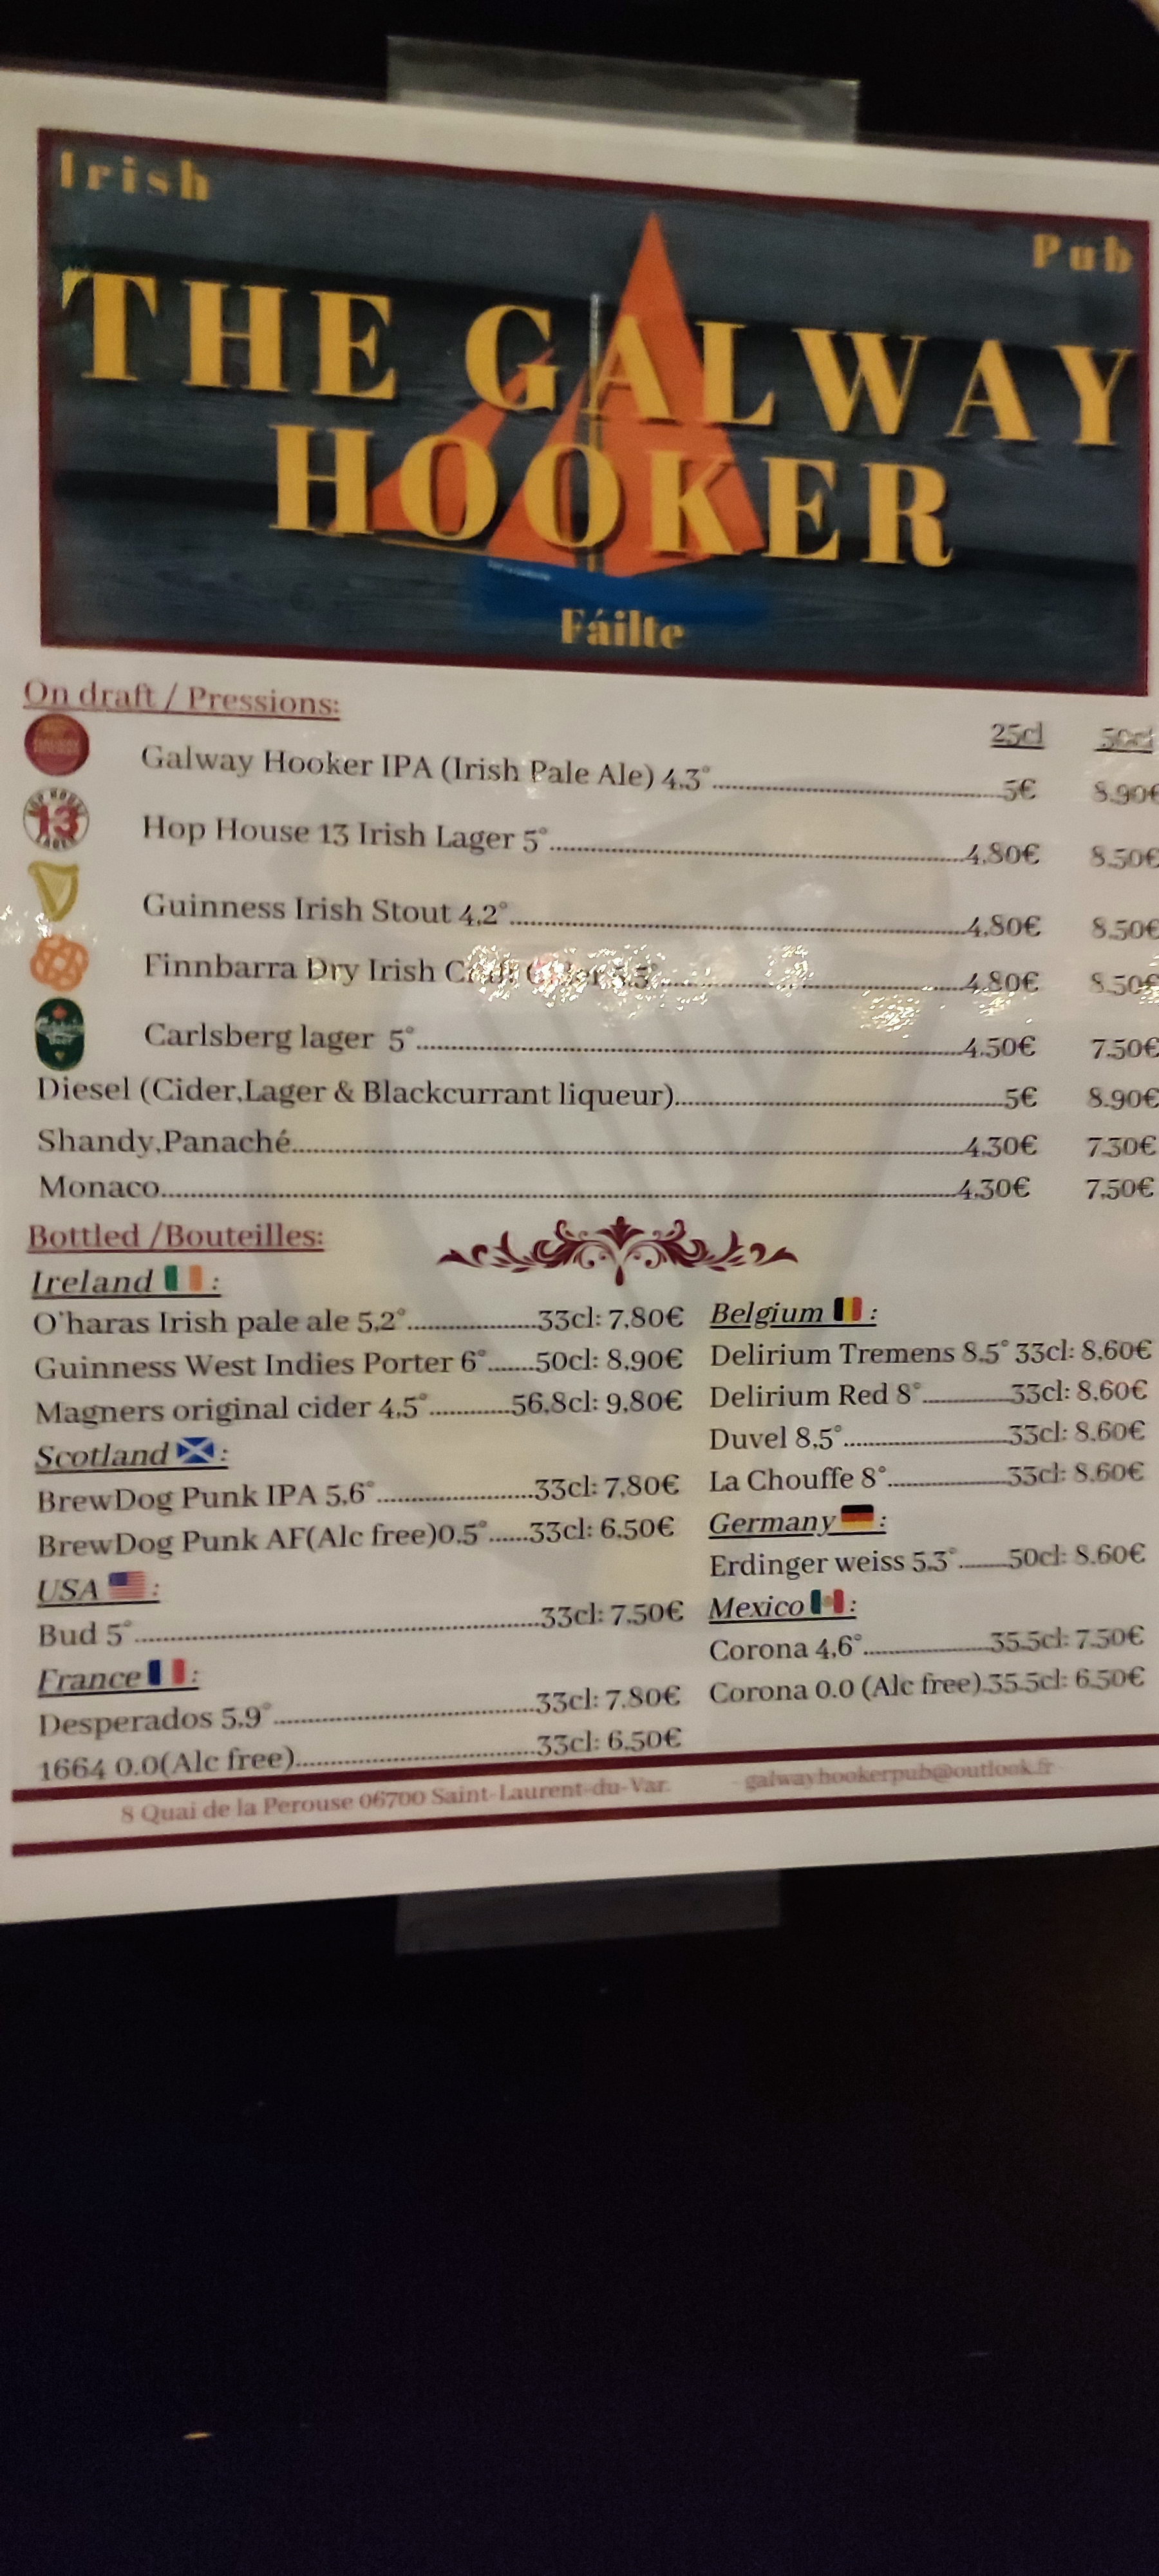 Irish
Pub
THE GALWAY
HOOKER
Fáilte
On draft / Pressions:
25cl 50cl
Galway Hooker IPA (Irish Pale Ale) 4,3°..........5€ 8.90€
13
Hop House 13 Irish Lager 5°..........4.80€ 8.50€
Guinness Irish Stout 4,2°..........4.80€ 8.50€
Finnbarra Dry Irish ..........4.80€ 8.50€
Carlsberg lager 5°..........4.50€ 7.50€
Diesel (Cider,Lager & Blackcurrant liqueur)..........5€ 8.90€
Shandy,Panaché..........4.30€ 7.30€
Monaco..........4.30€ 7.50€
Bottled /Bouteilles:
Ireland :
O'haras Irish pale ale 5,2°..........33cl: 7,80€
Guinness West Indies Porter 6°.......50cl: 8,90€
Magners original cider 4,5°..........56,8cl: 9,80€
Scotland :
BrewDog Punk IPA 5,6°..........33cl: 7,80€
BrewDog Punk AF(Alc free)0.5°......33cl: 6.50€
USA :
Bud 5°..........33cl: 7.50€
France :
Desperados 5,9°..........33cl: 7.80€
1664 0.0(Alc free)..........33cl: 6.50€
Belgium :
Delirium Tremens 8,5° 33cl: 8,60€
Delirium Red 8°..........33cl: 8,60€
Duvel 8,5°..........33cl: 8.60€
La Chouffe 8°..........33cl: 8.60€
Germany :
Erdinger weiss 5,3°..........50cl: 8.60€
Mexico :
Corona 4,6°..........35.5cl: 7.50€
Corona 0.0 (Alc free).35.5cl: 6.50€
8 Quai de la Perouse 06700 Saint-Laurent-du-Var. galwayhookerpub@outlook.fr